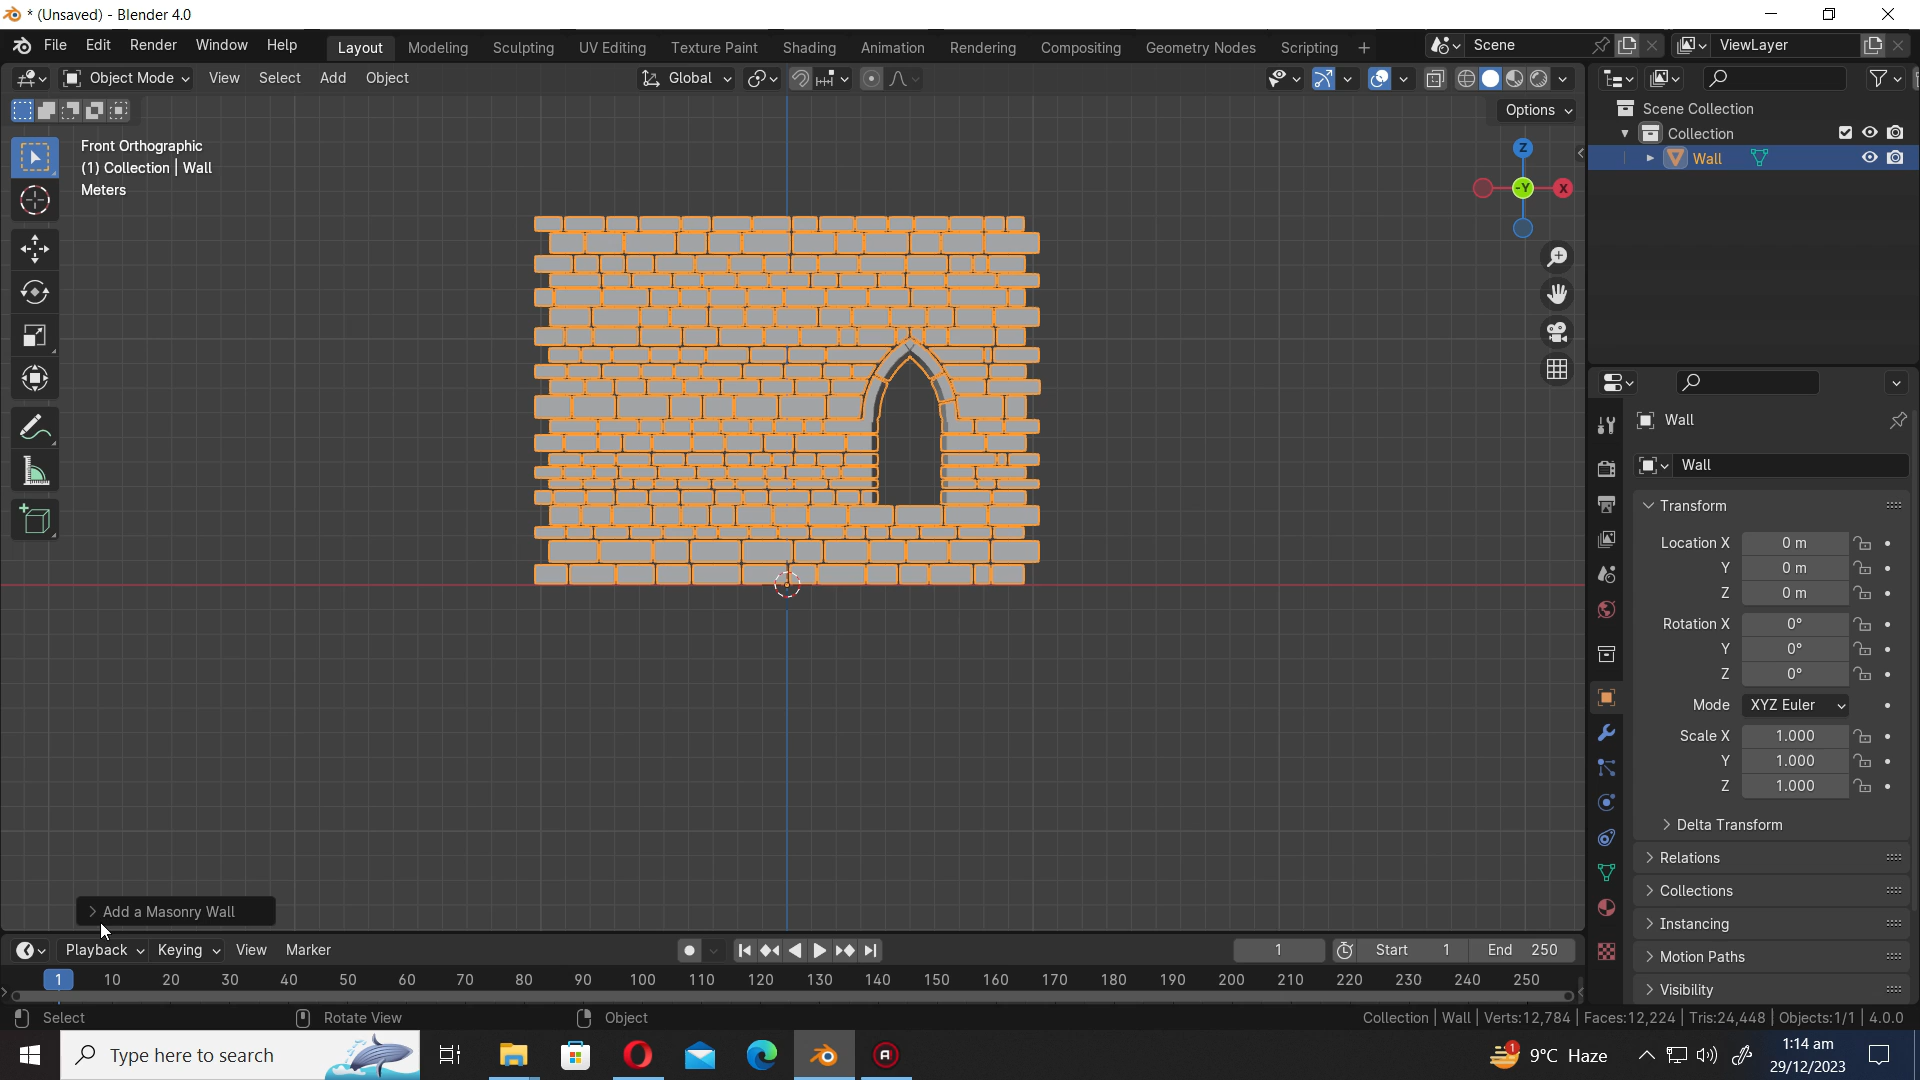 * (Unsaved) - Blender 4.0
File Edit Render Window Help
Layout Modeling Sculpting UV Editing Texture Paint Shading Animation Rendering Compositing Geometry Nodes Scripting +
Scene
ViewLayer
Object Mode View Select Add Object
Global
Options
Front Orthographic
(1) Collection | Wall
Meters
Z
-Y
X
Scene Collection
Collection
Wall
Wall
Wall
Transform
Location X 0 m
Y 0 m
Z 0 m
Rotation X 0°
Y 0°
Z 0°
Mode XYZ Euler
Scale X 1.000
Y 1.000
Z 1.000
Delta Transform
Relations
Collections
Instancing
Motion Paths
Visibility
Add a Masonry Wall
Playback Keying View Marker
1
Start 1
End 250
1 10 20 30 40 50 60 70 80 90 100 110 120 130 140 150 160 170 180 190 200 210 220 230 240 250
Select
Rotate View
Object
Collection | Wall | Verts:12,784 | Faces:12,224 | Tris:24,448 | Objects:1/1 | 4.0.0
Type here to search
1
9°C Haze
1:14 am
29/12/2023